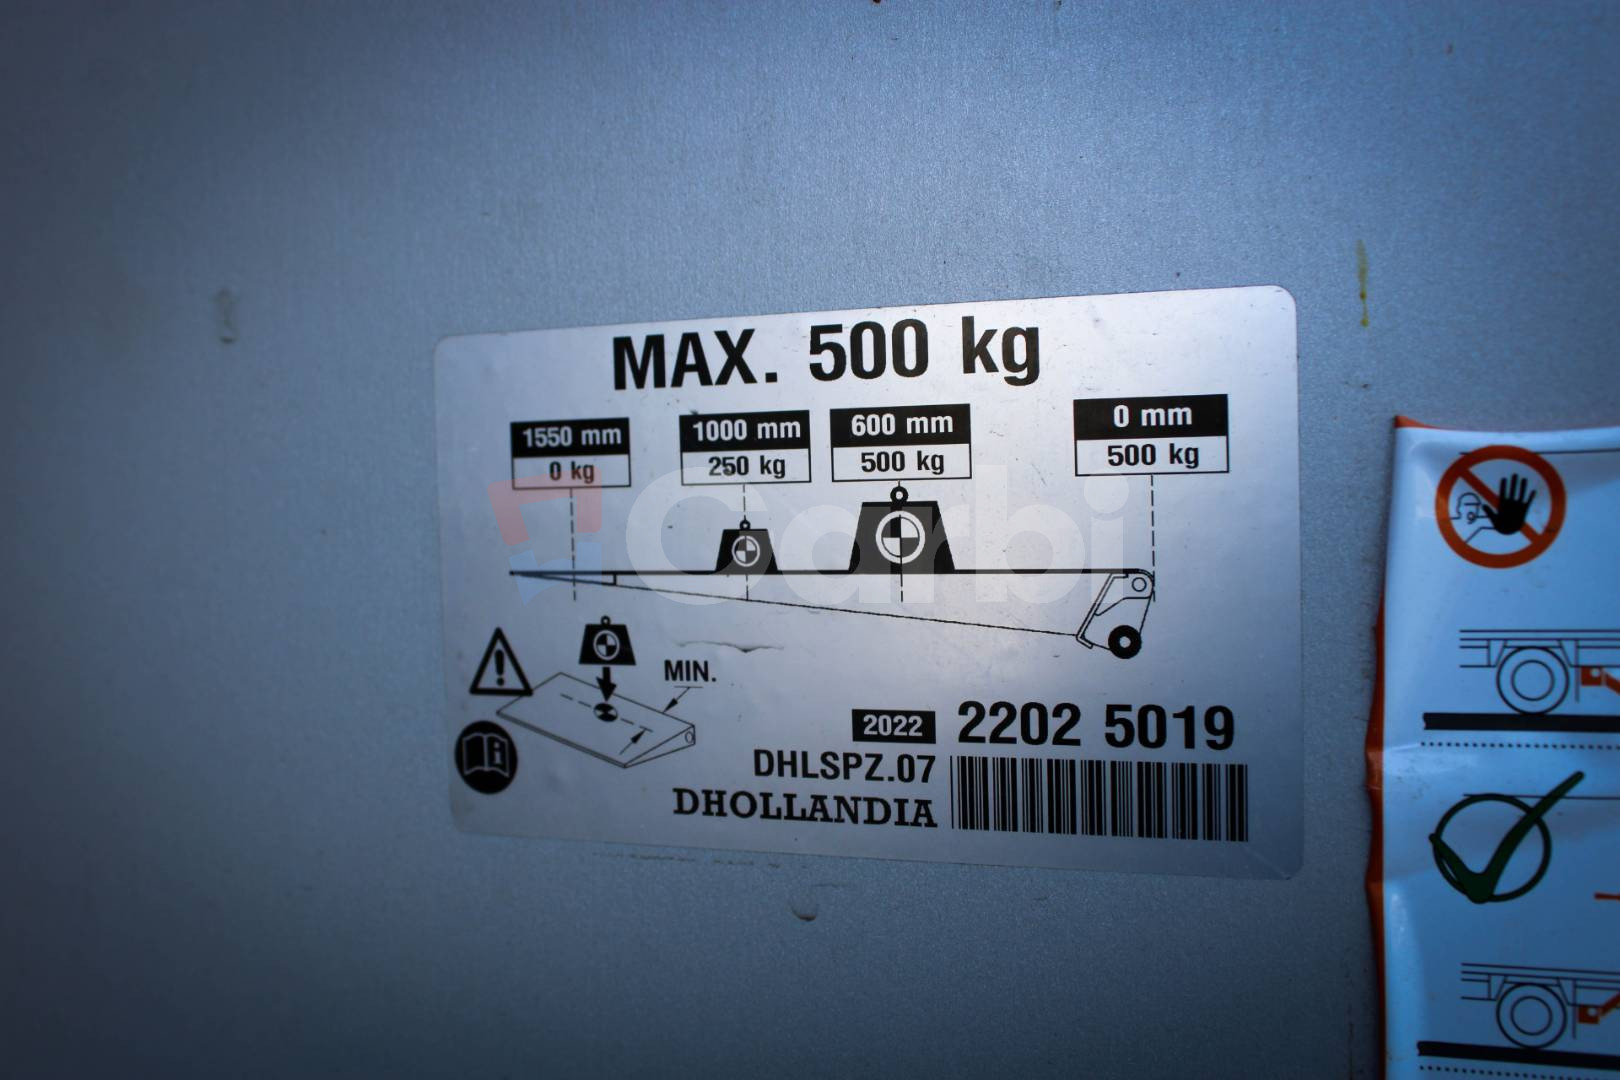 MAX. 500 kg
1550 mm
0 kg
1000 mm
250 kg
600 mm
500 kg
0 mm
500 kg
Garbi
MIN.
2022 2202 5019
DHLSPZ.07
DHOLLANDIA